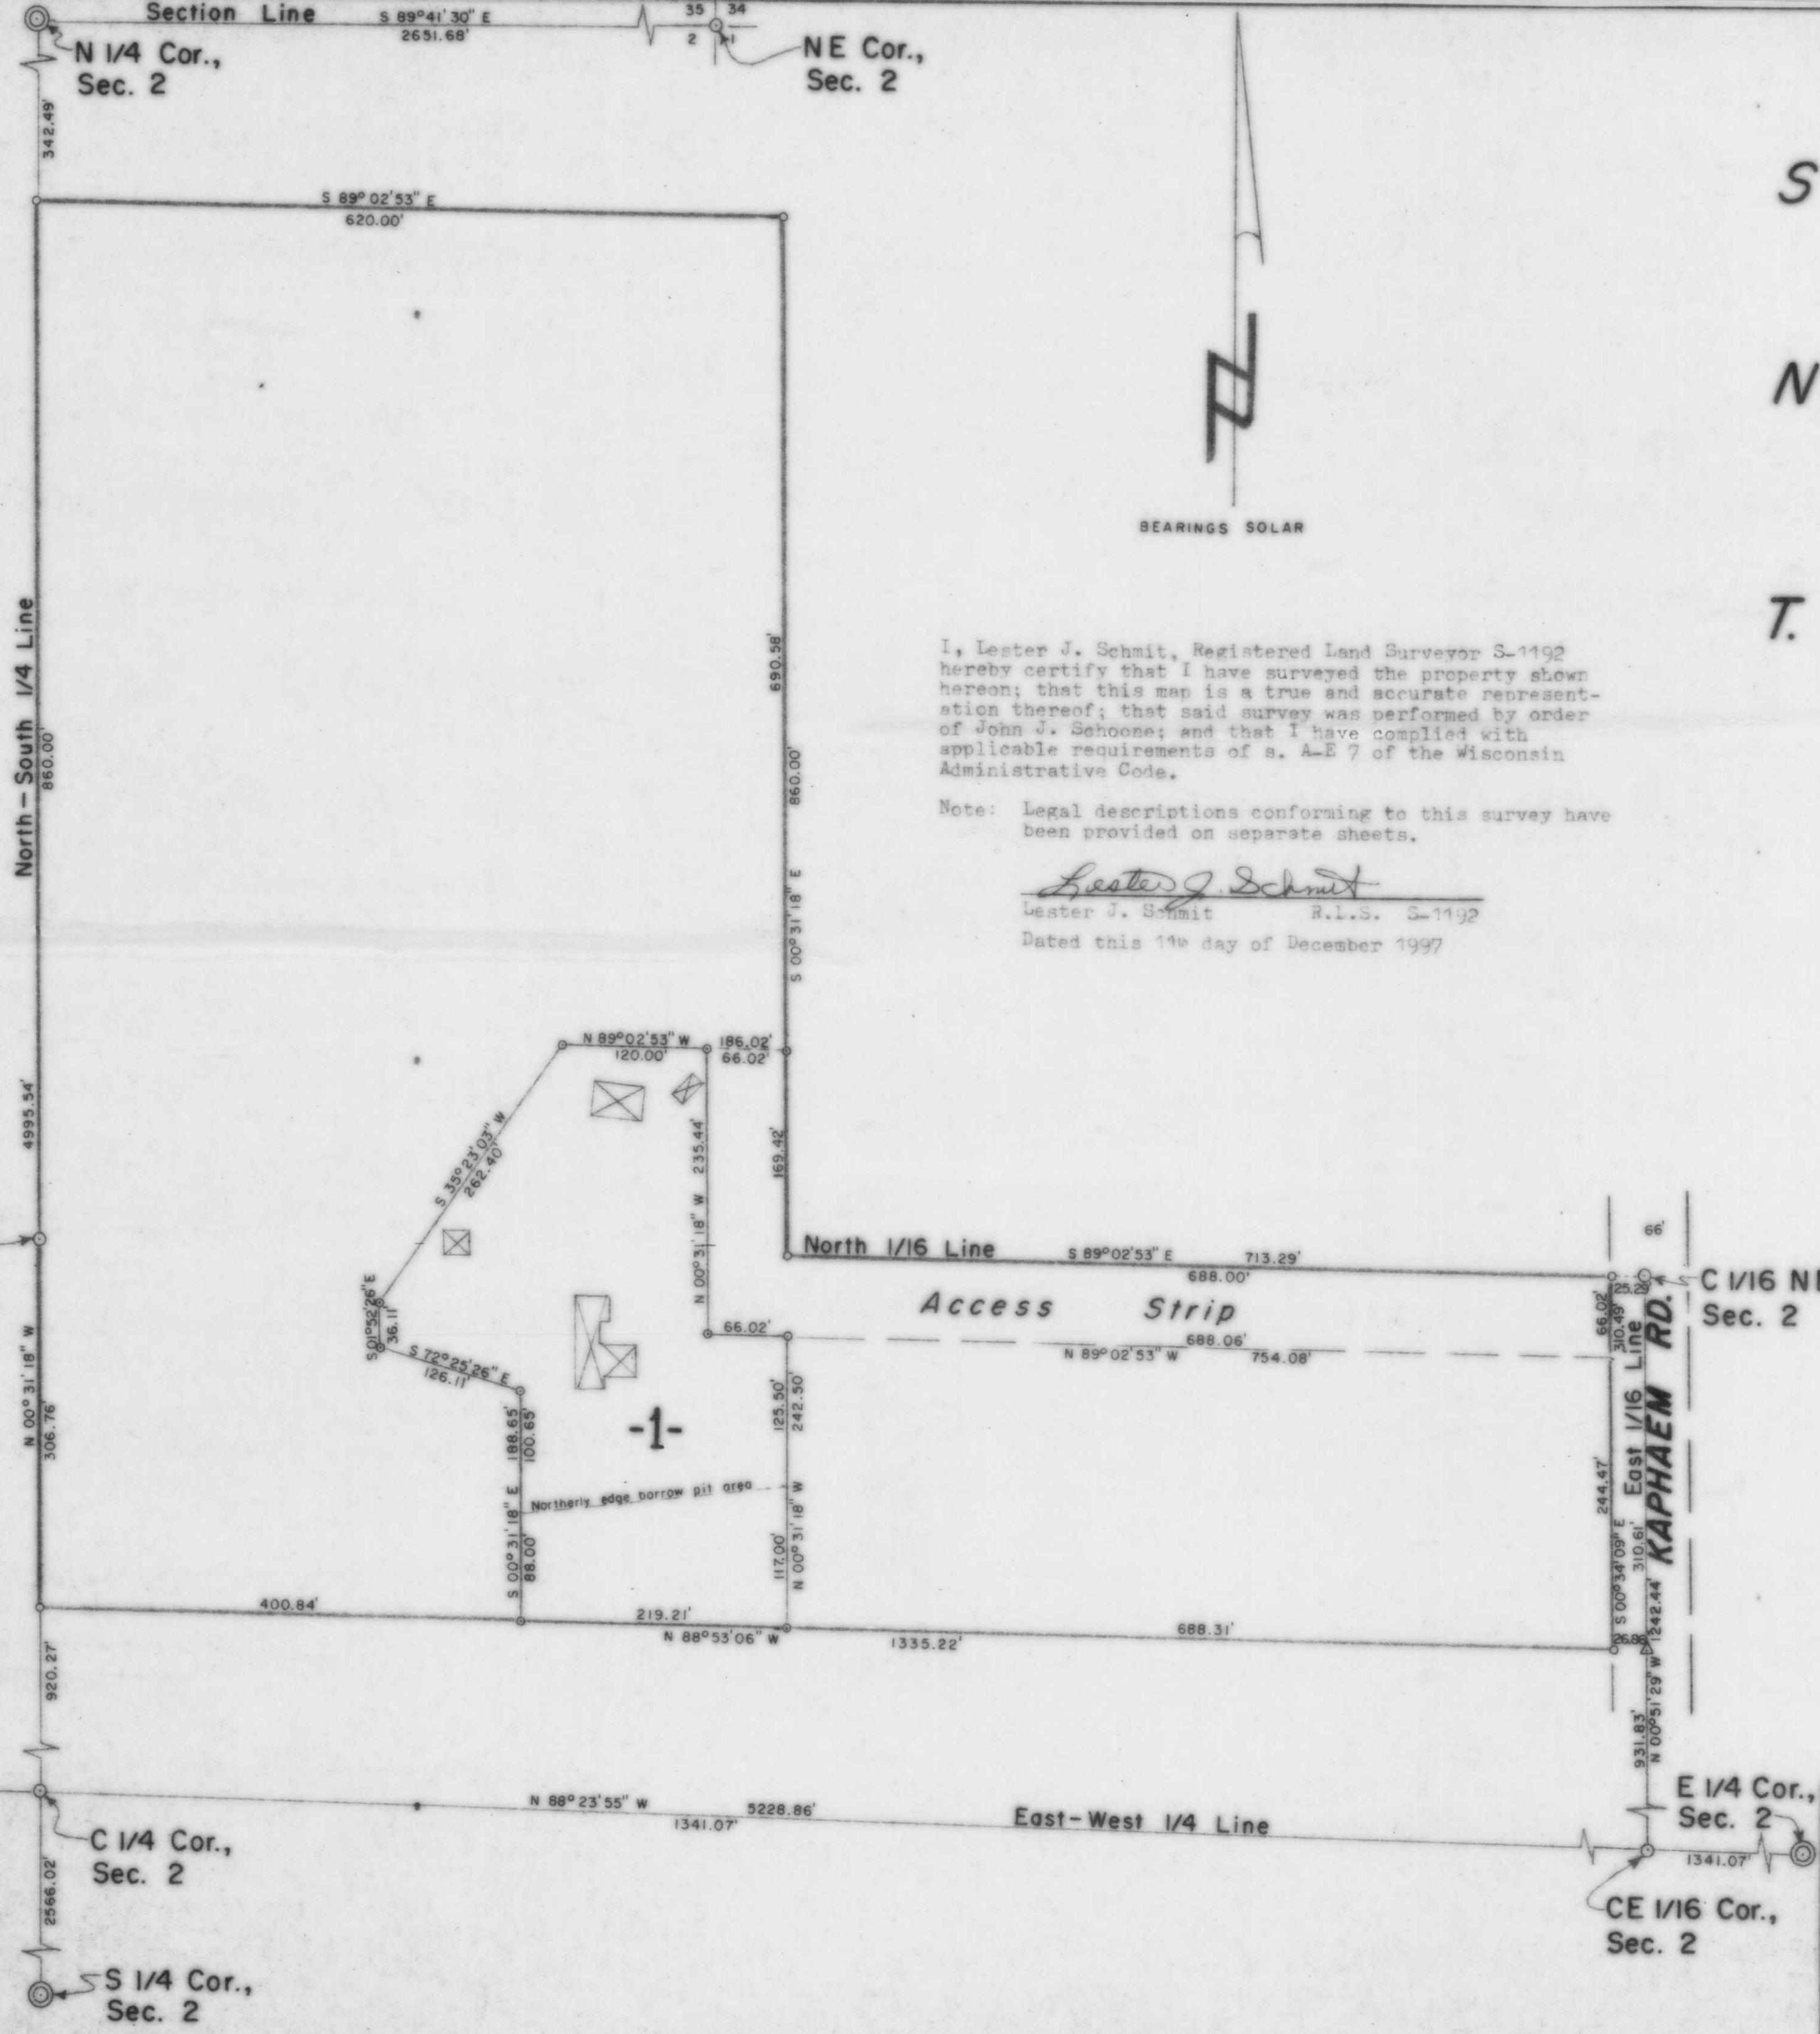 Section Line
S 89°41'30" E
2651.68'
35 34
2 1
N 1/4 Cor.,
Sec. 2
NE Cor.,
Sec. 2
342.49'
S 89°02'53" E
620.00'
S
N
T.
BEARINGS SOLAR
North-South 1/4 Line
860.00'
690.58'
860.00'
S 00°31'18" E
I, Lester J. Schmit, Registered Land Surveyor S-1192
hereby certify that I have surveyed the property shown
hereon; that this map is a true and accurate represent-
ation thereof; that said survey was performed by order
of John J. Schoone; and that I have complied with
applicable requirements of s. A-E 7 of the Wisconsin
Administrative Code.
Note: Legal descriptions conforming to this survey have
been provided on separate sheets.
Lester J. Schmit
Lester J. Schmit R.L.S. S-1192
Dated this 11th day of December 1997
N 89°02'53" W
120.00'
186.02'
66.02'
4995.54'
S 35°23'03" W
262.40'
N 00°31'18" W 235.44'
169.42'
North 1/16 Line
S 89°02'53" E 713.29'
688.00'
Access Strip
66.02'
688.06'
N 89°02'53" W 754.08'
66'
C 1/16 N
Sec. 2
25.29'
66.02'
310.49'
East 1/16 Line
KAPHAEM RD.
S 01°52'26" E
36.11'
S 72°25'26" E
126.11'
N 00°31'18" W
306.76'
-1-
188.65'
100.65'
125.50'
242.50'
Northerly edge borrow pit area
S 00°31'18" E
88.00'
117.00'
N 00°31'18" W
244.47'
S 00°34'09" E
310.61'
1242.44'
N 00°51'29" W
400.84'
219.21'
N 88°53'06" W
1335.22'
688.31'
920.27'
931.83'
N 88°23'55" W 5228.86'
1341.07'
East-West 1/4 Line
E 1/4 Cor.,
Sec. 2
1341.07'
C 1/4 Cor.,
Sec. 2
CE 1/16 Cor.,
Sec. 2
2566.02'
S 1/4 Cor.,
Sec. 2